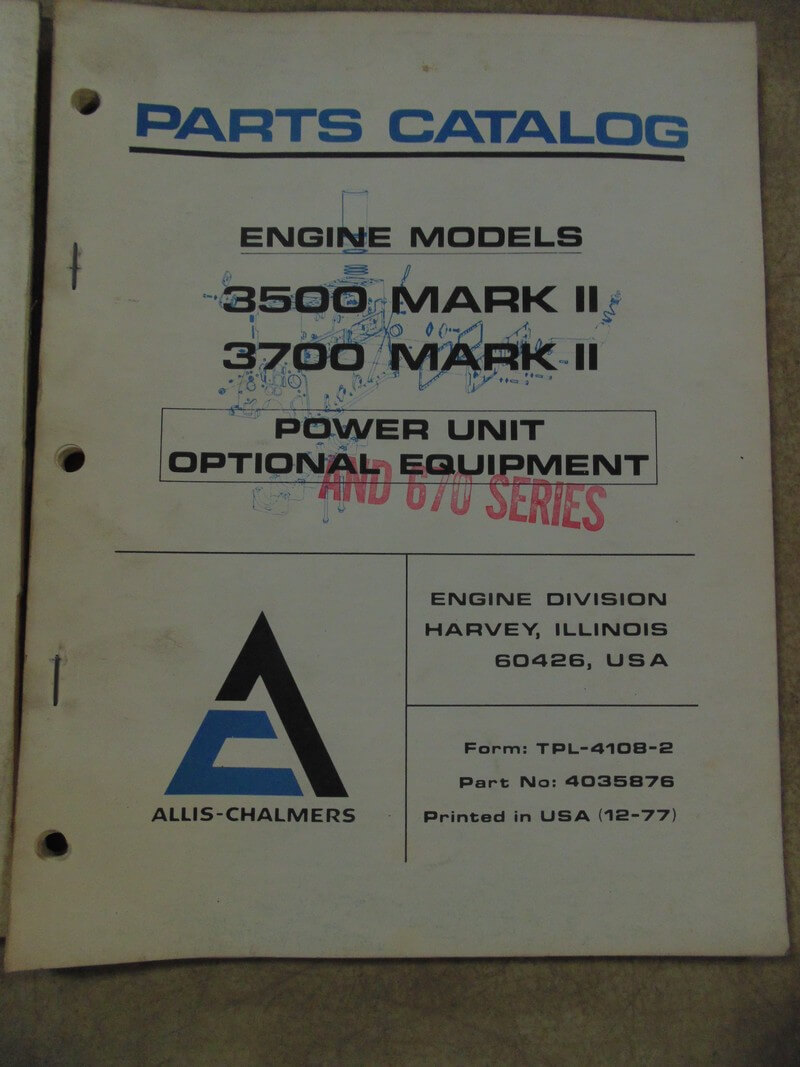 PARTS CATALOG
ENGINE MODELS
3500 MARK II
3700 MARK II
POWER UNIT
OPTIONAL EQUIPMENT
AND 670 SERIES
ENGINE DIVISION
HARVEY, ILLINOIS
60426, USA
ALLIS-CHALMERS
Form: TPL-4108-2
Part No: 4035876
Printed in USA (12-77)